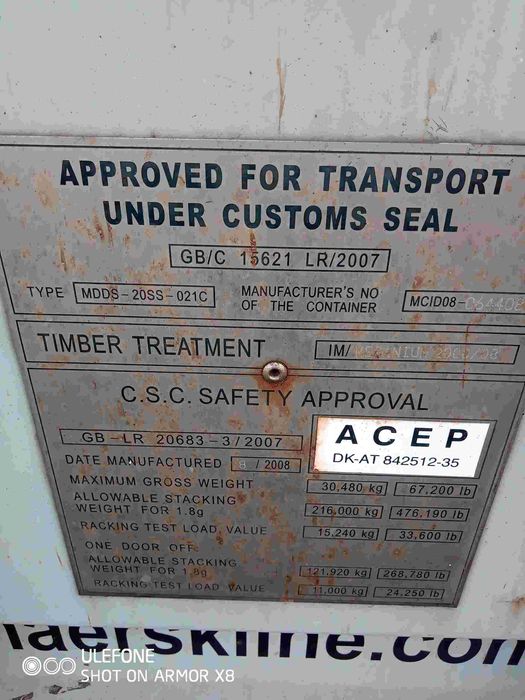 APPROVED FOR TRANSPORT
UNDER CUSTOMS SEAL
GB/C 15621 LR/2007
TYPE MDDS-20SS-021C MANUFACTURER'S NO
OF THE CONTAINER MCID08-
TIMBER TREATMENT IM/
C.S.C. SAFETY APPROVAL
GB-LR 20683-3/2007
ACEP
DK-AT 842512-35
DATE MANUFACTURED 8 / 2008
MAXIMUM GROSS WEIGHT 30,480 kg 67,200 lb
ALLOWABLE STACKING
WEIGHT FOR 1.8g 216,000 kg 476,190 lb
RACKING TEST LOAD VALUE 15,240 kg 33,600 lb
ONE DOOR OFF:
ALLOWABLE STACKING
WEIGHT FOR 1.8g 121,920 kg 268,780 lb
RACKING TEST LOAD VALUE 11,000 kg 24,250 lb
aerskline.com
ULEFONE
SHOT ON ARMOR X8